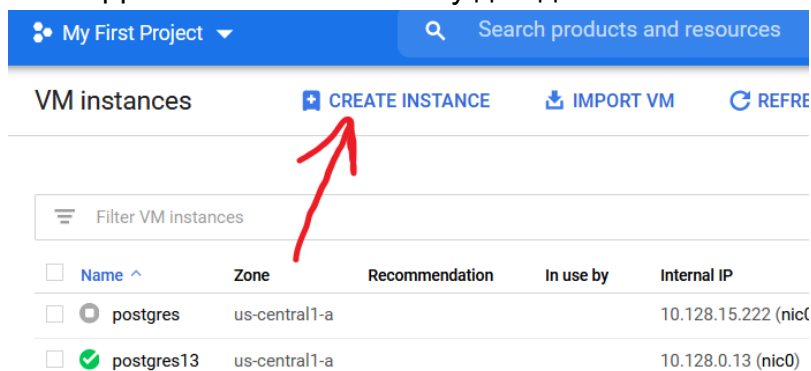 My First Project Search products and resources
VM instances CREATE INSTANCE IMPORT VM REFRE
Filter VM instances
Name Zone Recommendation In use by Internal IP
postgres us-central1-a 10.128.15.222 (nic0
postgres13 us-central1-a 10.128.0.13 (nic0)